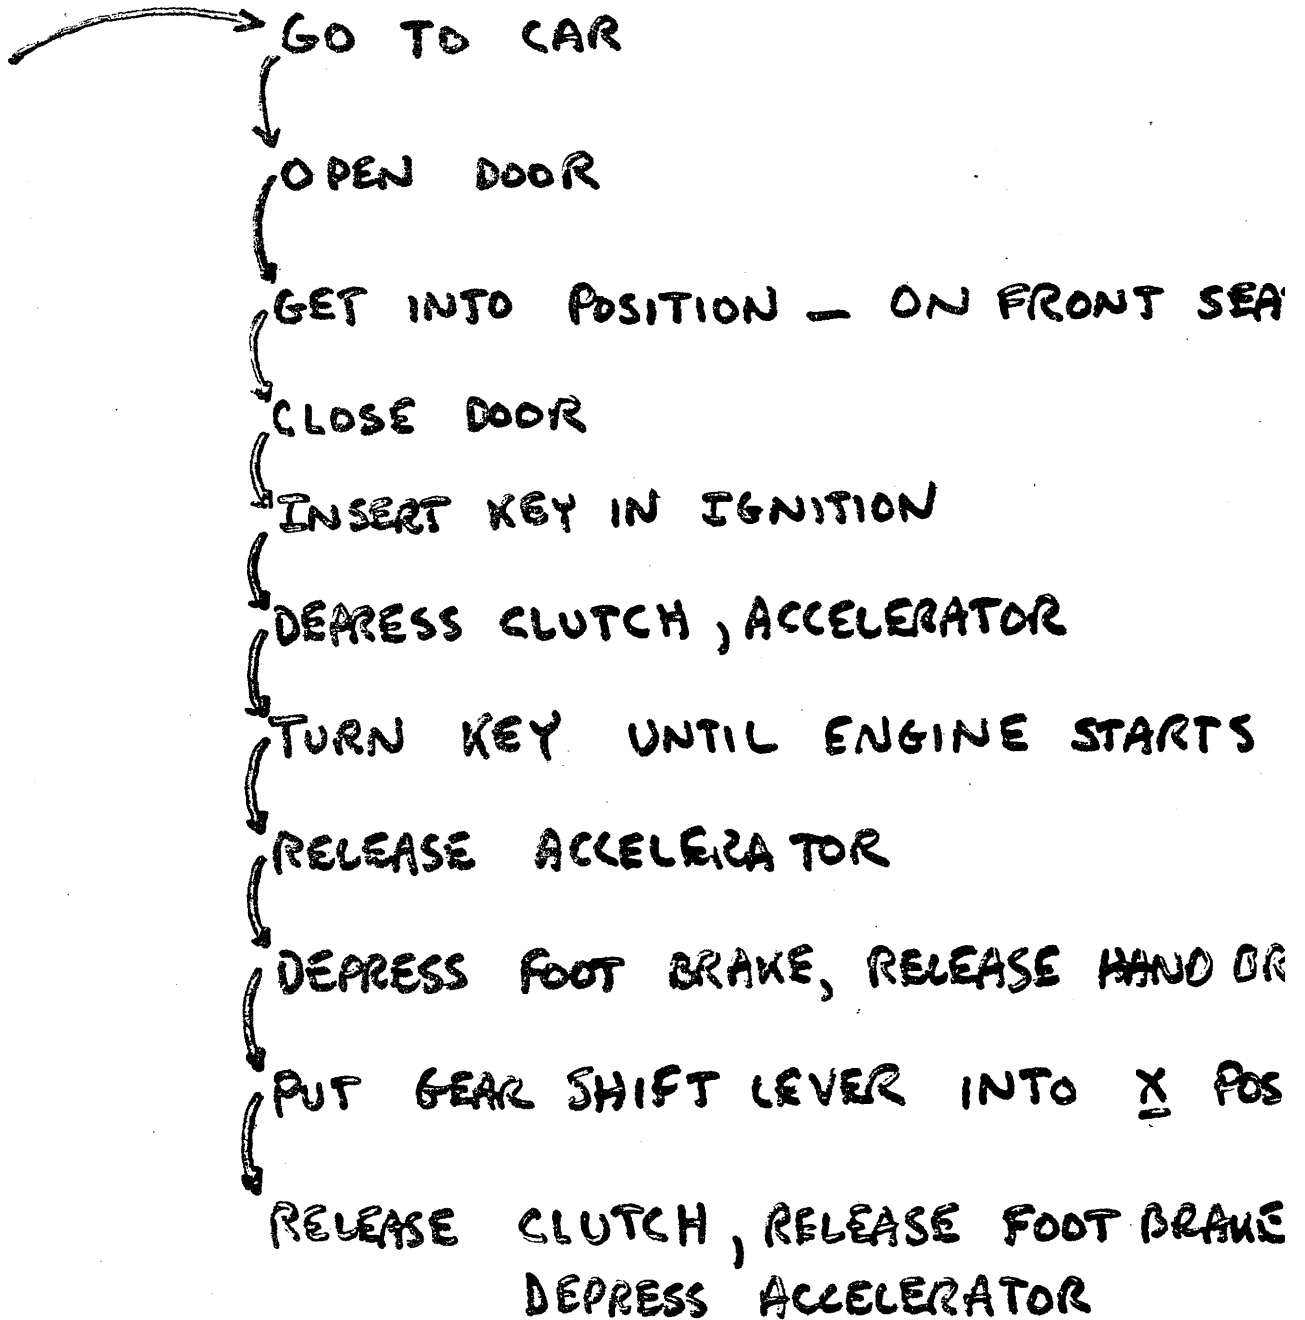 GO TO CAR
OPEN DOOR
GET INTO POSITION — ON FRONT SEA
CLOSE DOOR
INSERT KEY IN IGNITION
DEPRESS CLUTCH, ACCELERATOR
TURN KEY UNTIL ENGINE STARTS
RELEASE ACCELERATOR
DEPRESS FOOT BRAKE, RELEASE HAND BR
PUT GEAR SHIFT LEVER INTO X POS
RELEASE CLUTCH, RELEASE FOOT BRAKE
DEPRESS ACCELERATOR